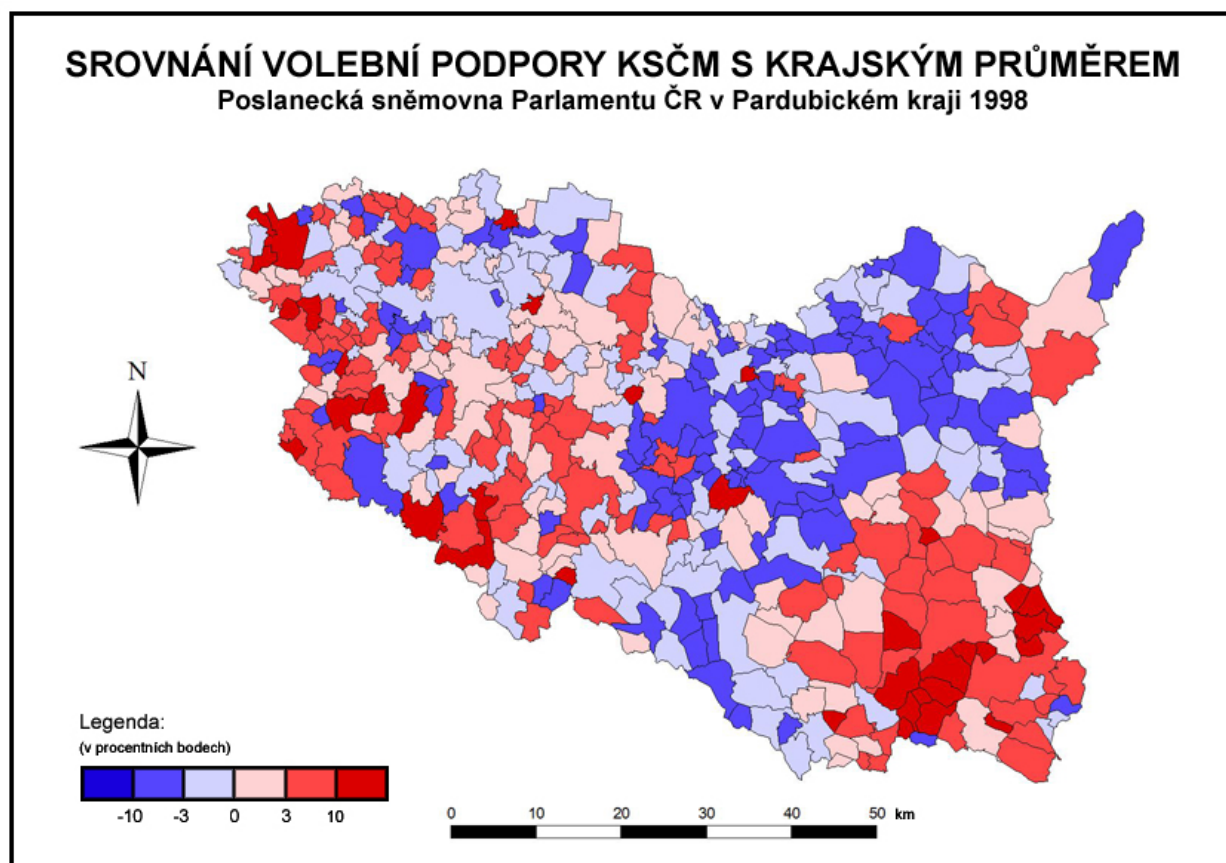 SROVNÁNÍ VOLEBNÍ PODPORY KSČM S KRAJSKÝM PRŮMĚREM
Poslanecká sněmovna Parlamentu ČR v Pardubickém kraji 1998
N
Legenda:
(v procentních bodech)
-10 -3 0 3 10
0 10 20 30 40 50 km